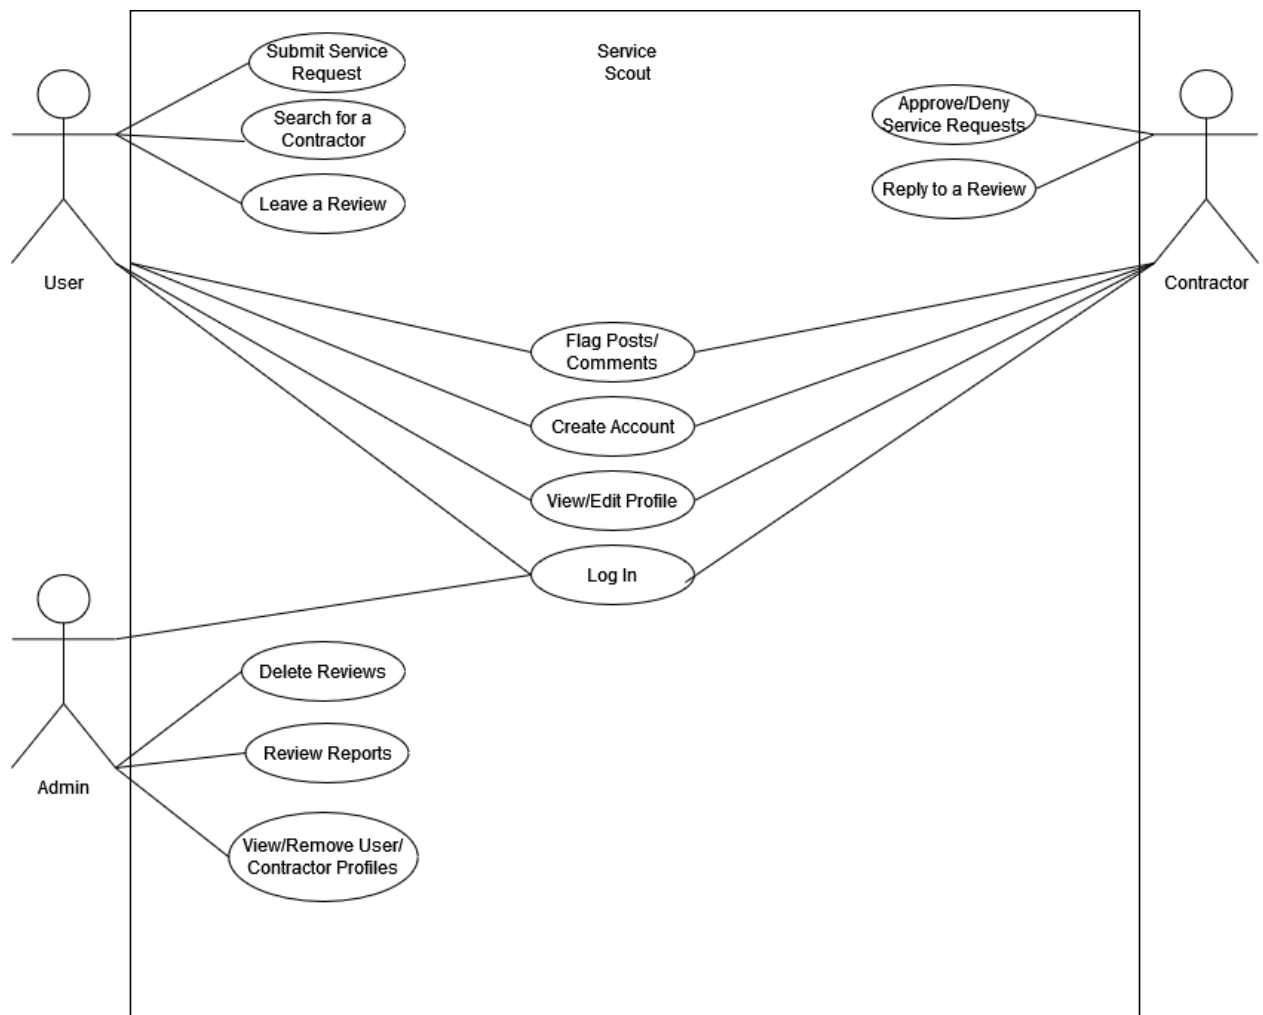 Service
Scout
Submit Service
Request
Search for a
Contractor
Leave a Review
Approve/Deny
Service Requests
Reply to a Review
User
Contractor
Flag Posts/
Comments
Create Account
View/Edit Profile
Log In
Admin
Delete Reviews
Review Reports
View/Remove User/
Contractor Profiles